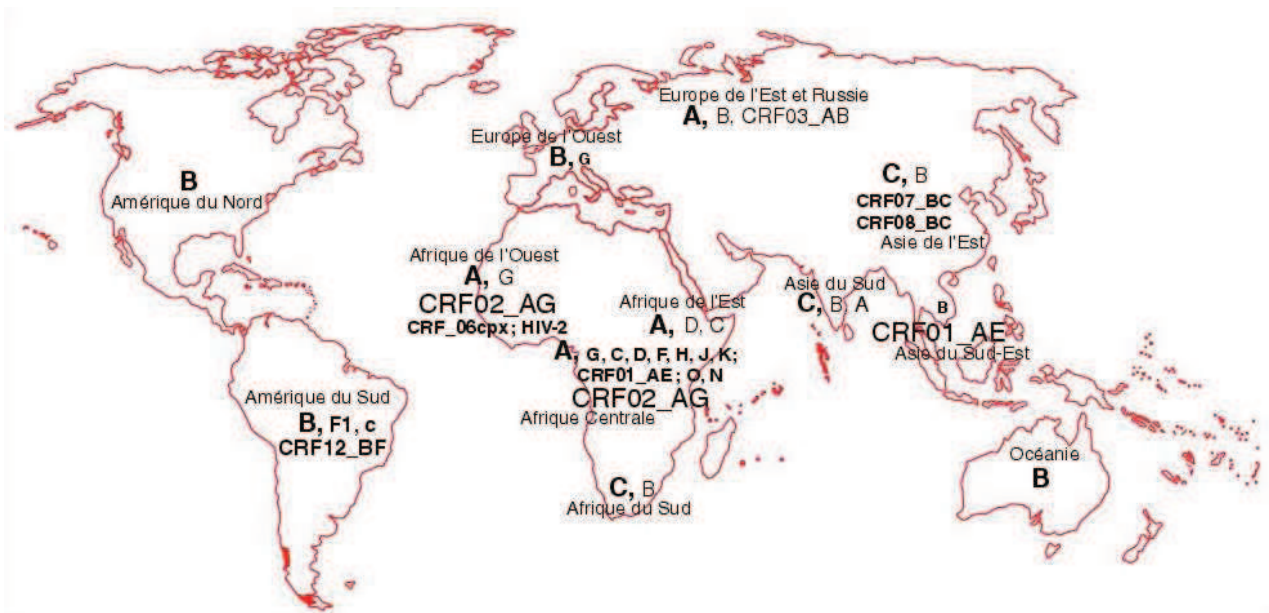 Europe de l'Est et Russie
A, B, CRF03_AB
Europe de l'Ouest
B, G
B
Amérique du Nord
C, B
CRF07_BC
CRF08_BC
Asie de l'Est
Afrique de l'Ouest
A, G
CRF02_AG
CRF_06cpx; HIV-2
Afrique de l'Est
A, D, C
Asie du Sud
C, B A
B
CRF01_AE
Asie du Sud-Est
A, G, C, D, F, H, J, K;
CRF01_AE; O, N
CRF02_AG
Afrique Centrale
Amérique du Sud
B, F1, c
CRF12_BF
Océanie
B
C, B
Afrique du Sud